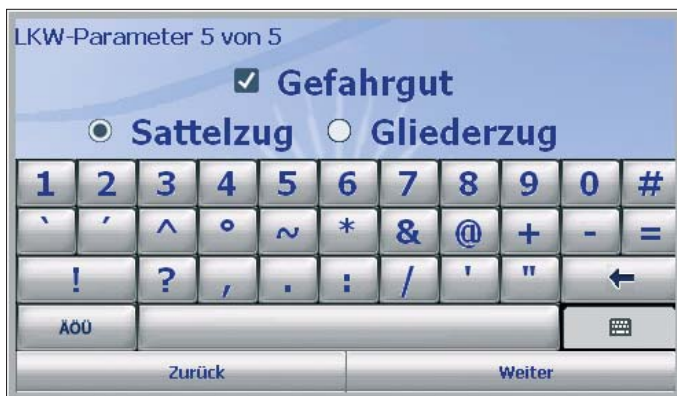 LKW-Parameter 5 von 5
Gefahrgut
Sattelzug Gliederzug
1 2 3 4 5 6 7 8 9 0 #
` ´ ^ ° ~ * & @ + - =
! ? , . : / ' " ←
ÄÖÜ
Zurück Weiter